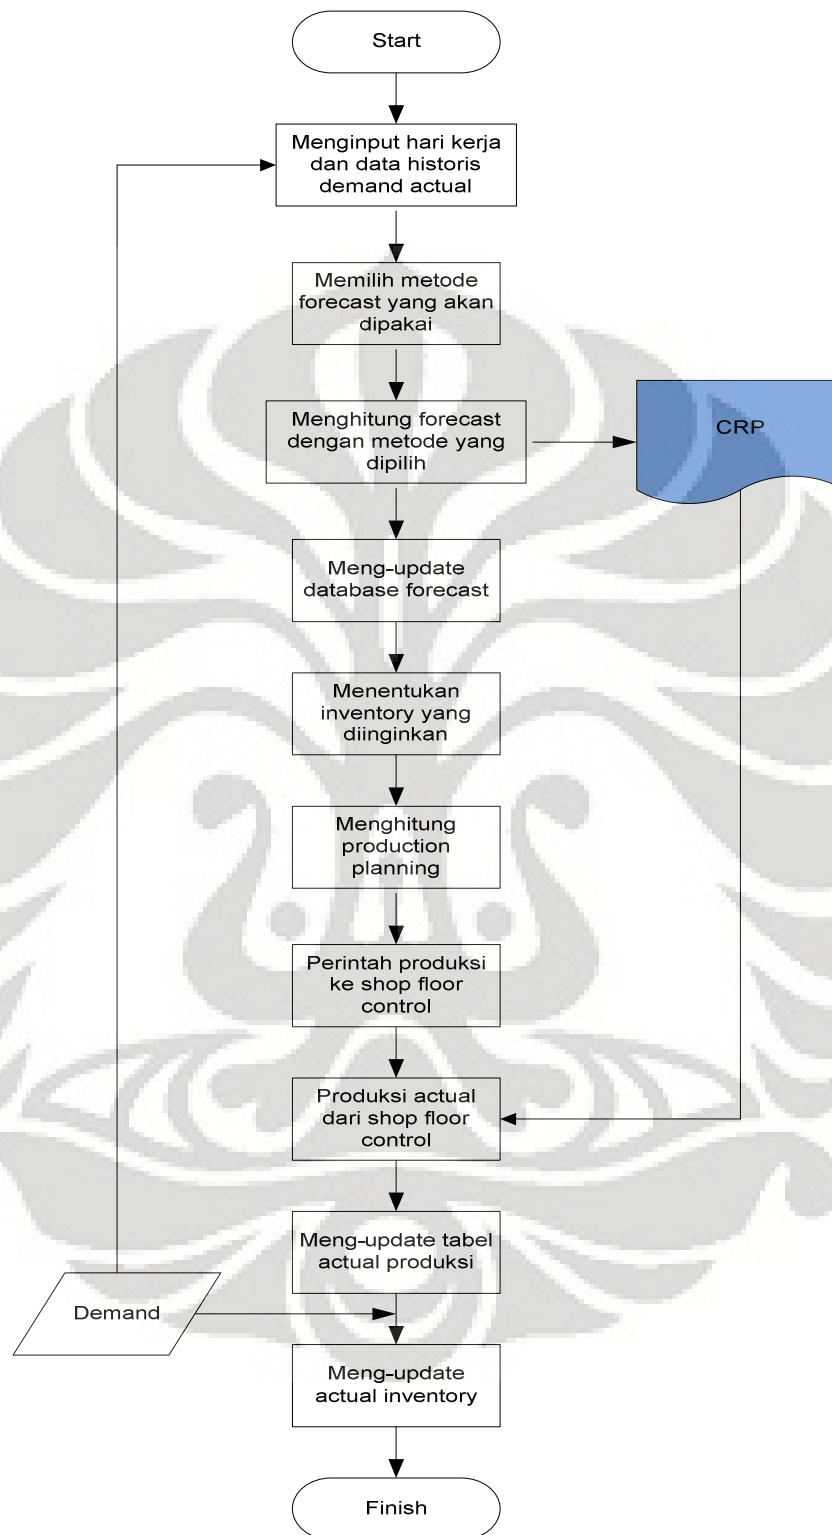 Start
Menginput hari kerja
dan data historis
demand actual
Memilih metode
forecast yang akan
dipakai
Menghitung forecast
dengan metode yang
dipilih
CRP
Meng-update
database forecast
Menentukan
inventory yang
diinginkan
Menghitung
production
planning
Perintah produksi
ke shop floor
control
Produksi actual
dari shop floor
control
Meng-update tabel
actual produksi
Demand
Meng-update
actual inventory
Finish